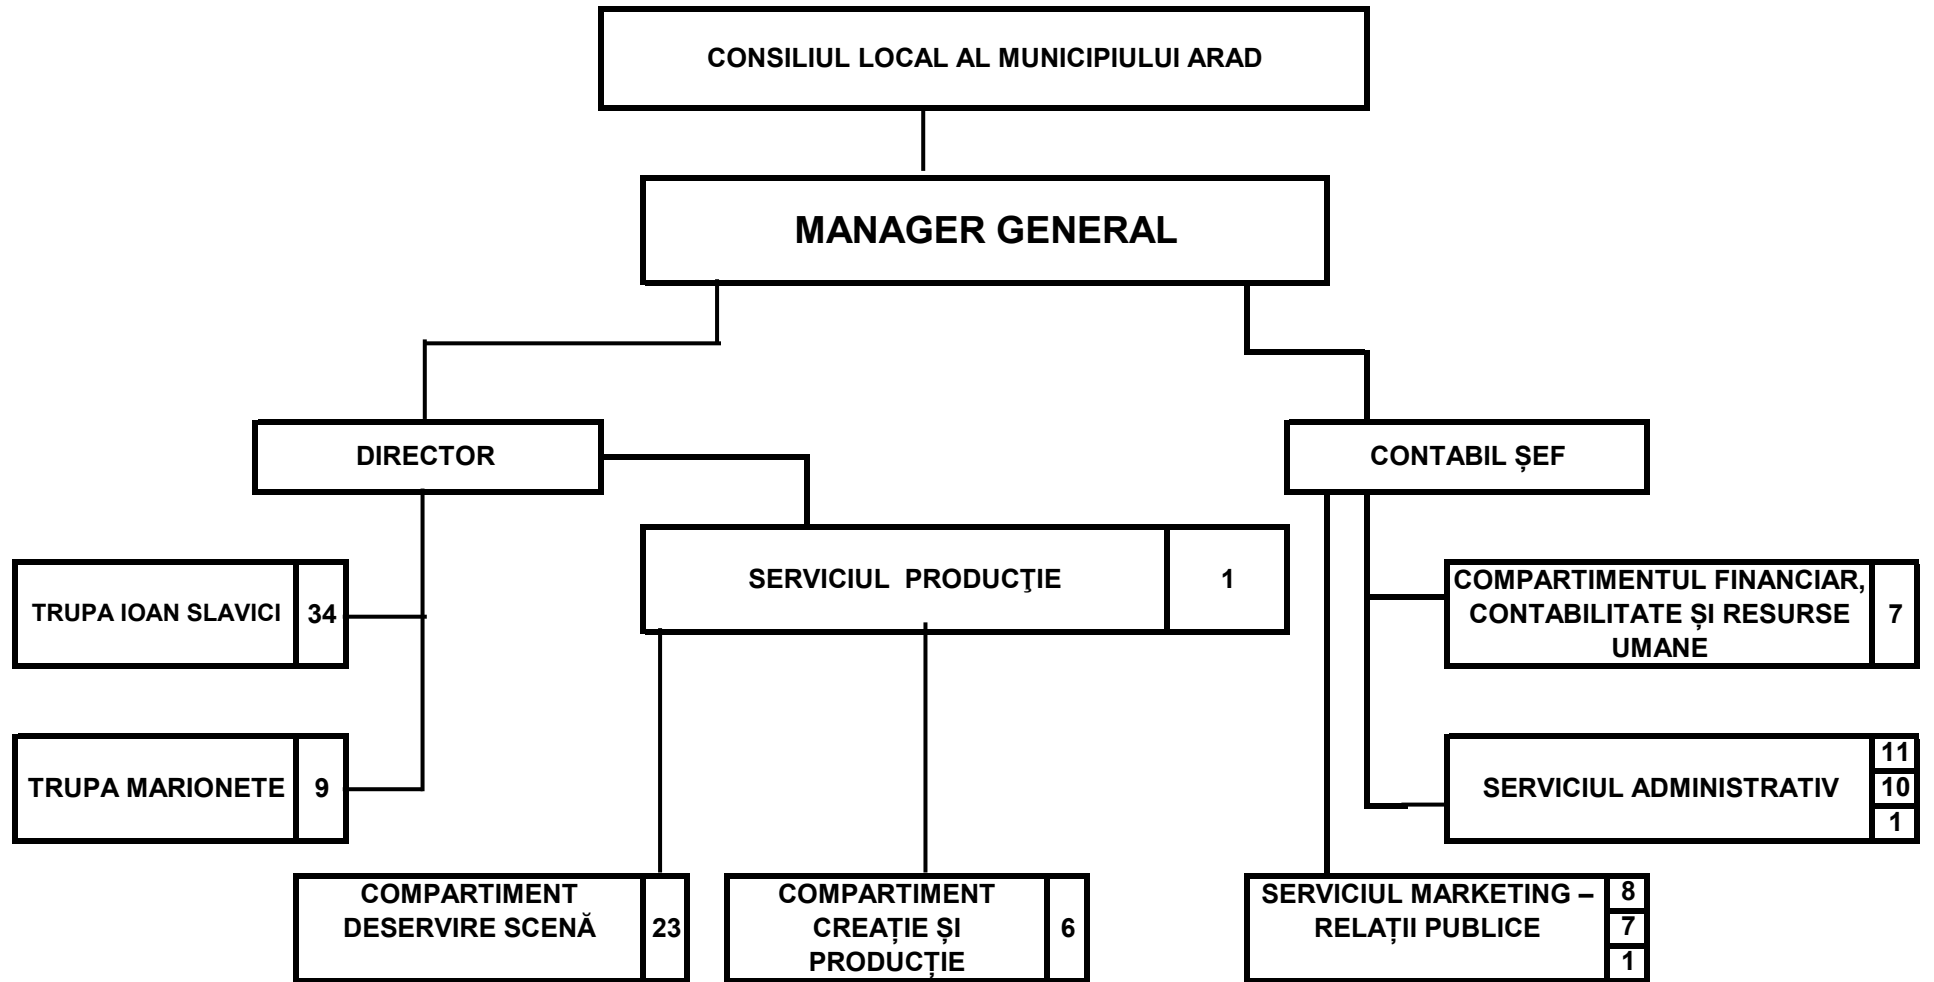 CONSILIUL LOCAL AL MUNICIPIULUI ARAD
MANAGER GENERAL
DIRECTOR
CONTABIL ȘEF
SERVICIUL PRODUCŢIE
1
TRUPA IOAN SLAVICI
34
COMPARTIMENTUL FINANCIAR,
CONTABILITATE ȘI RESURSE
UMANE
7
TRUPA MARIONETE
9
SERVICIUL ADMINISTRATIV
11
10
1
COMPARTIMENT
DESERVIRE SCENĂ
23
COMPARTIMENT
CREAȚIE ȘI
PRODUCȚIE
6
SERVICIUL MARKETING –
RELAȚII PUBLICE
8
7
1